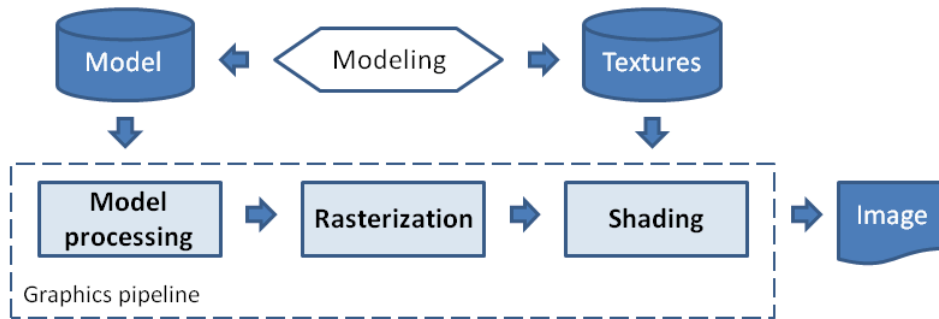 Model
Modeling
Textures
Model
processing
Rasterization
Shading
Image
Graphics pipeline